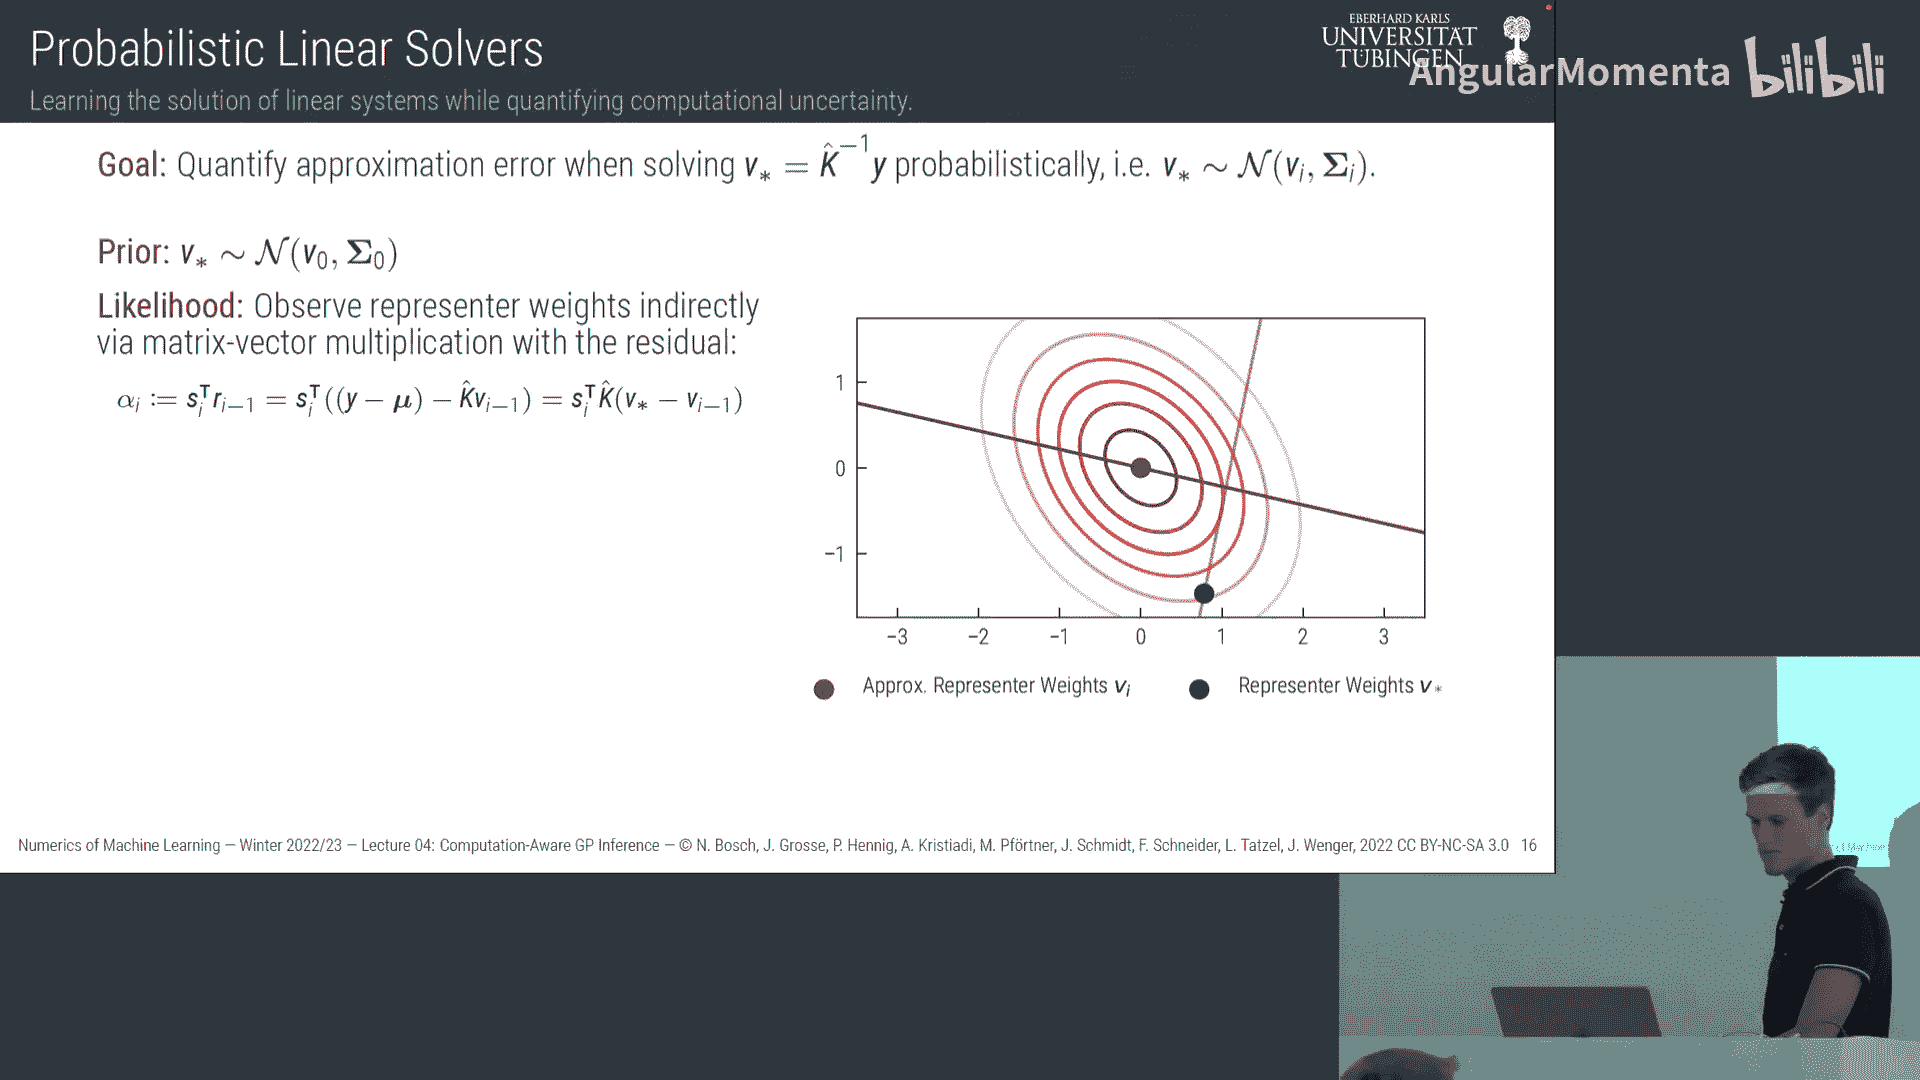 Probabilistic Linear Solvers
Learning the solution of linear systems while quantifying computational uncertainty.
EBERHARD KARLS
UNIVERSITÄT
TÜBINGEN
AngularMomenta bilibili
Goal: Quantify approximation error when solving v∗ = K̂⁻¹y probabilistically, i.e. v∗ ∼ 𝒩(vᵢ, Σᵢ).
Prior: v∗ ∼ 𝒩(v₀, Σ₀)
Likelihood: Observe representer weights indirectly
via matrix-vector multiplication with the residual:
αᵢ := sᵢᵀrᵢ₋₁ = sᵢᵀ((y − μ) − K̂vᵢ₋₁) = sᵢᵀK̂(v∗ − vᵢ₋₁)
1
0
−1
−3 −2 −1 0 1 2 3
Approx. Representer Weights vᵢ Representer Weights v∗
Numerics of Machine Learning — Winter 2022/23 — Lecture 04: Computation-Aware GP Inference — © N. Bosch, J. Grosse, P. Hennig, A. Kristiadi, M. Pförtner, J. Schmidt, F. Schneider, L. Tatzel, J. Wenger, 2022 CC BY-NC-SA 3.0 16